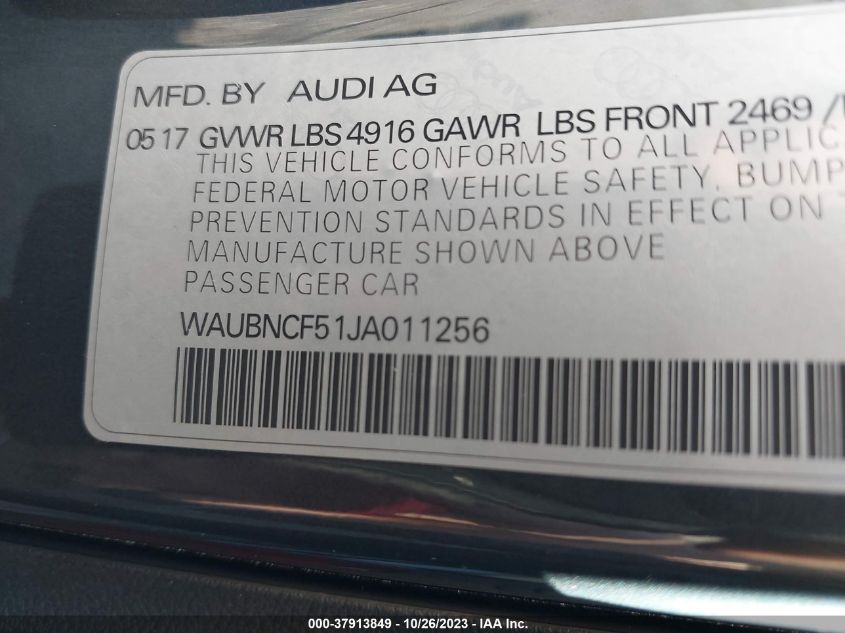 MFD. BY AUDI AG
0517 GVWR LBS 4916 GAWR LBS FRONT 2469
THIS VEHICLE CONFORMS TO ALL APPLIC
FEDERAL MOTOR VEHICLE SAFETY, BUMP
PREVENTION STANDARDS IN EFFECT ON
MANUFACTURE SHOWN ABOVE
PASSENGER CAR
WAUBNCF51JA011256
000-37913849 - 10/26/2023 - IAA, Inc.